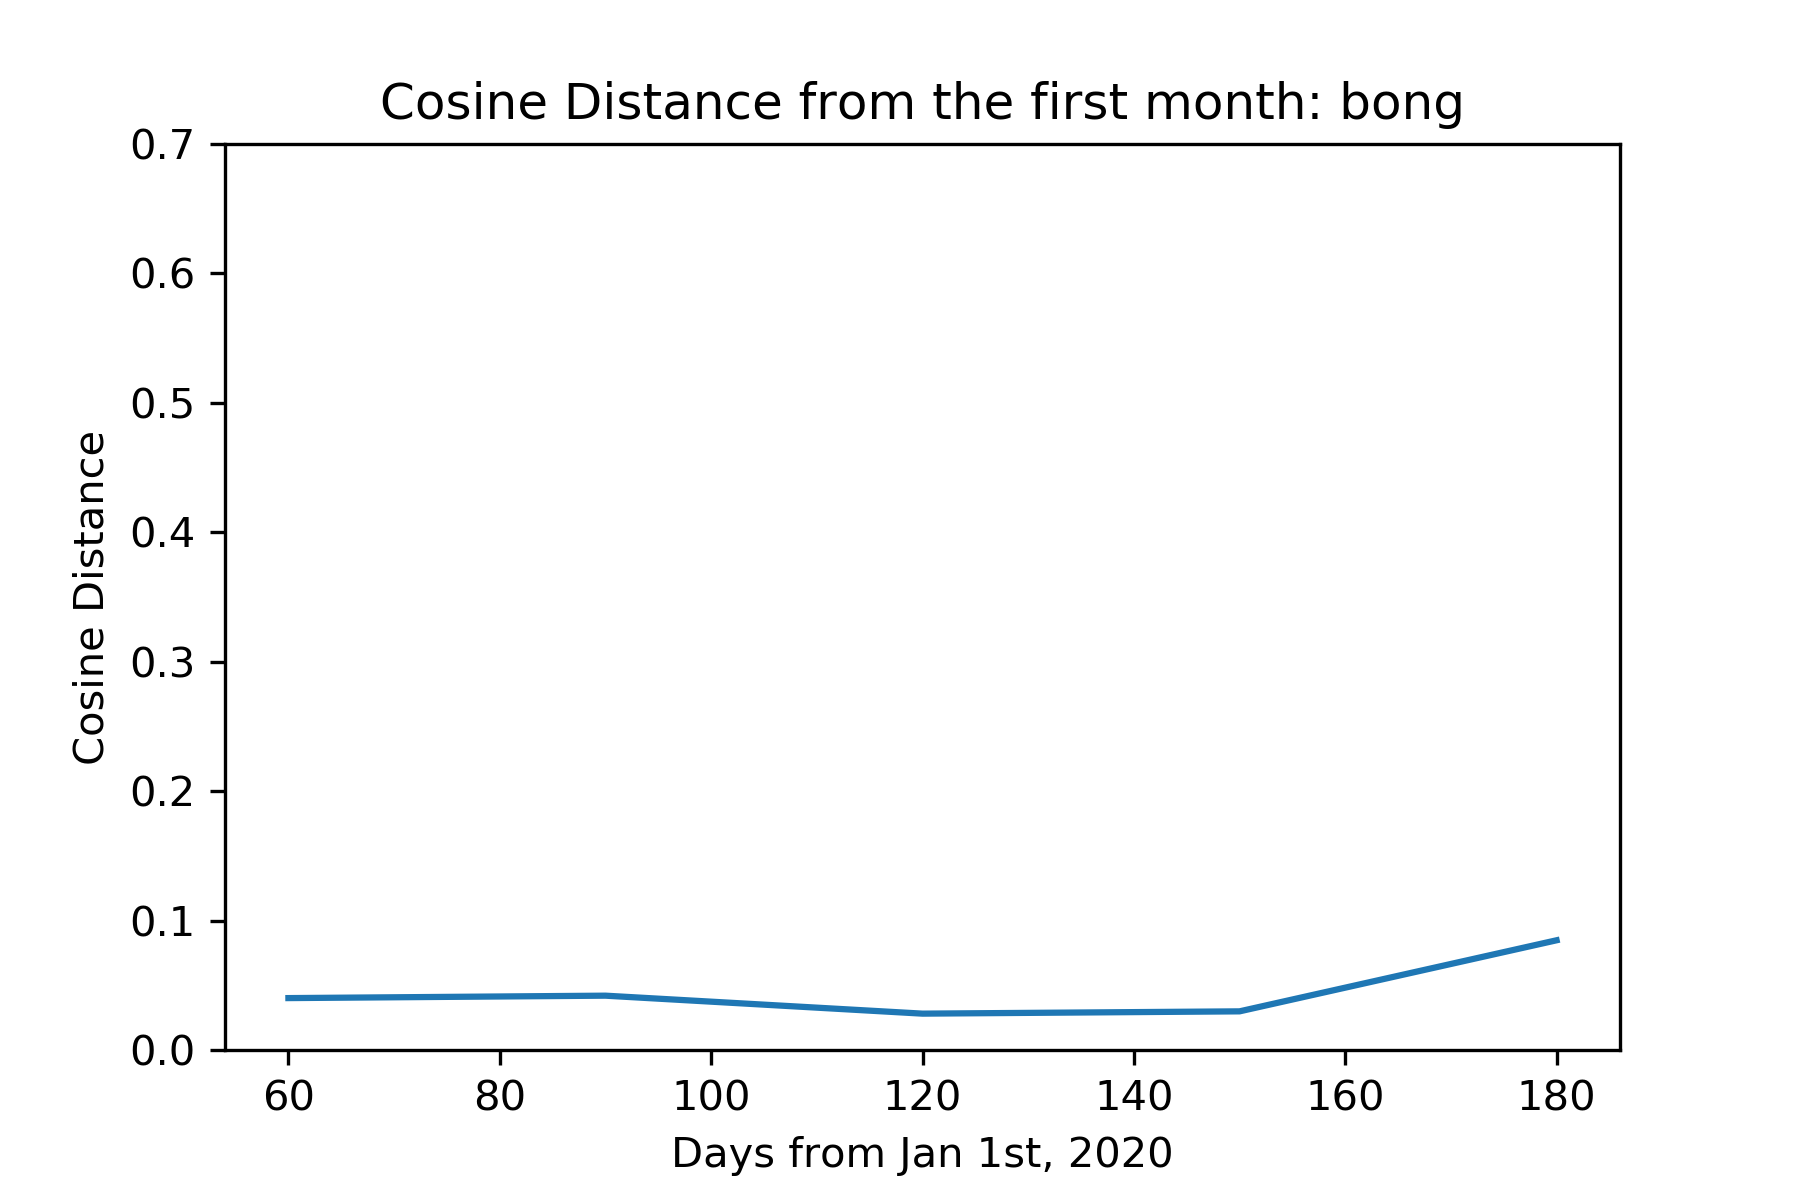 Cosine Distance from the first month: bong
0.7
0.6
0.5
0.4
0.3
0.2
0.1
0.0
Cosine Distance
60 80 100 120 140 160 180
Days from Jan 1st, 2020